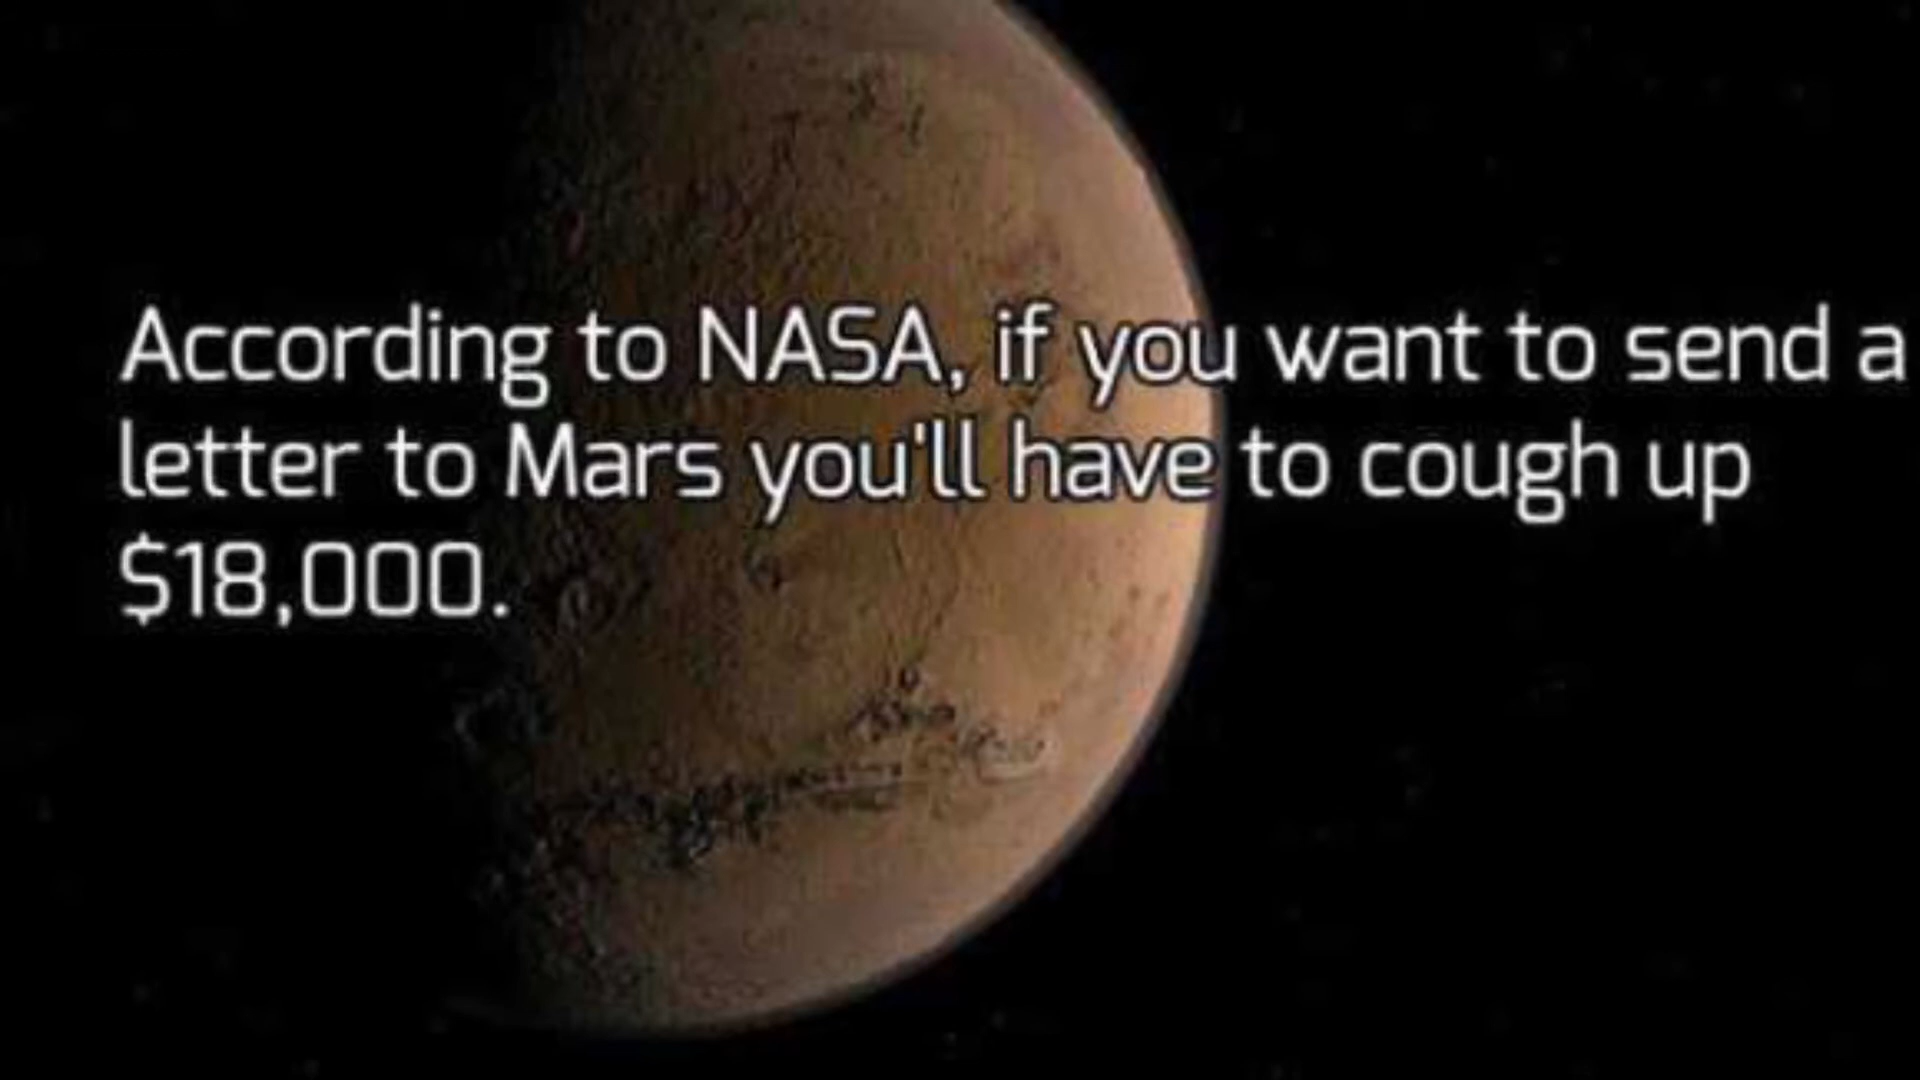 According to NASA, if you want to send a
letter to Mars you'll have to cough up
$18,000.